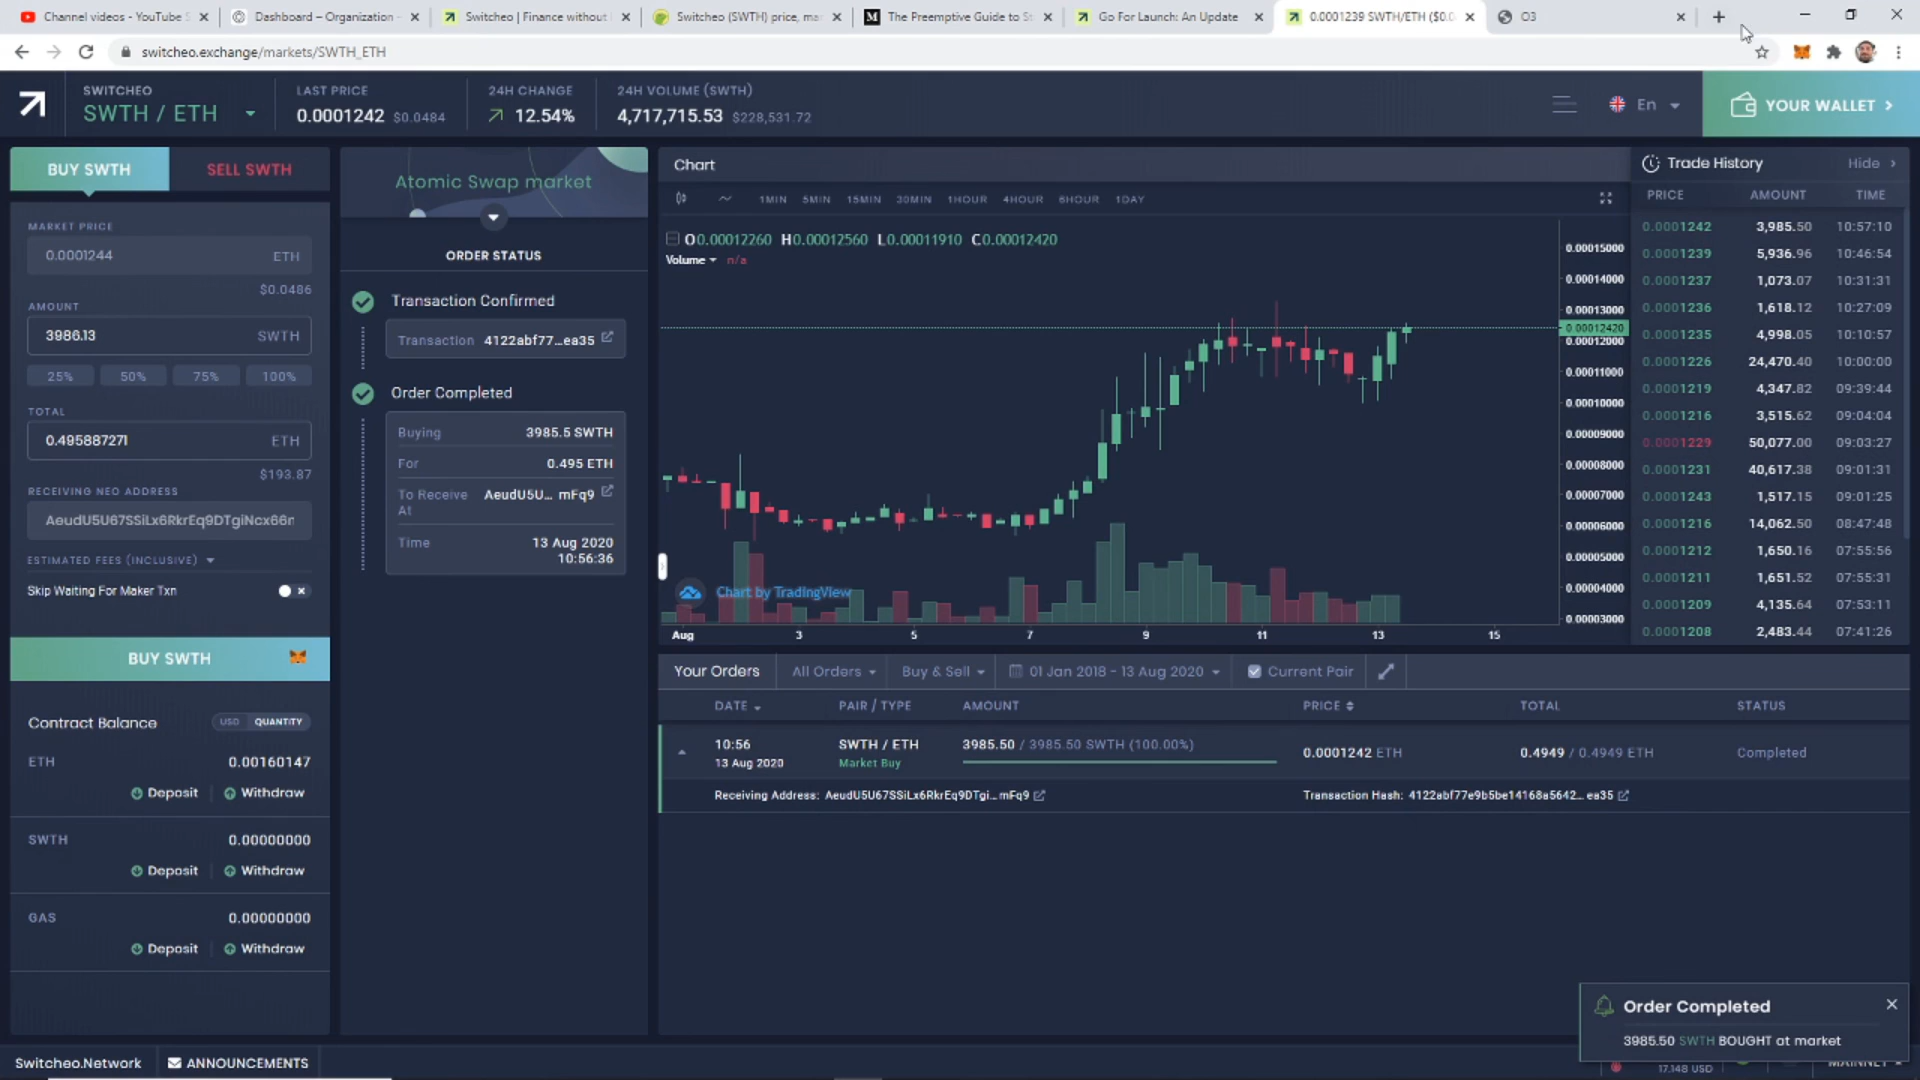 Channel videos - YouTube S
Dashboard – Organization -
Switcheo | Finance without
Switcheo (SWTH) price, ma
The Preemptive Guide to St
Go For Launch: An Update
0.0001239 SWTH/ETH ($0.0
O3
switcheo.exchange/markets/SWTH_ETH
SWITCHEO
SWTH / ETH
LAST PRICE
0.0001242 $0.0484
24H CHANGE
12.54%
24H VOLUME (SWTH)
4,717,715.53 $228,531.72
En
YOUR WALLET
BUY SWTH
SELL SWTH
MARKET PRICE
0.0001244 ETH
$0.0486
AMOUNT
3986.13 SWTH
25% 50% 75% 100%
TOTAL
0.495887271 ETH
$193.87
RECEIVING NEO ADDRESS
AeudU5U67SSiLx6RkrEq9DTgiNcx66r
ESTIMATED FEES (INCLUSIVE)
Skip Waiting For Maker Txn
BUY SWTH
Contract Balance USD QUANTITY
ETH 0.00160147
Deposit Withdraw
SWTH 0.00000000
Deposit Withdraw
GAS 0.00000000
Deposit Withdraw
Atomic Swap market
ORDER STATUS
Transaction Confirmed
Transaction 4122abf77...ea35
Order Completed
Buying 3985.5 SWTH
For 0.495 ETH
To Receive At AeudU5U... mFq9
Time 13 Aug 2020
10:56:36
Chart
1MIN 5MIN 15MIN 30MIN 1HOUR 4HOUR 6HOUR 1DAY
O0.00012260 H0.00012560 L0.00011910 C0.00012420
Volume n/a
0.00015000
0.00014000
0.00013000
0.00012420
0.00012000
0.00011000
0.00010000
0.00009000
0.00008000
0.00007000
0.00006000
0.00005000
0.00004000
0.00003000
Chart by TradingView
Aug 3 5 7 9 11 13 15
Trade History Hide
PRICE AMOUNT TIME
0.0001242 3,985.50 10:57:10
0.0001239 5,936.96 10:46:54
0.0001237 1,073.07 10:31:31
0.0001236 1,618.12 10:27:09
0.0001235 4,998.05 10:10:57
0.0001226 24,470.40 10:00:00
0.0001219 4,347.82 09:39:44
0.0001216 3,515.62 09:04:04
0.0001229 50,077.00 09:03:27
0.0001231 40,617.38 09:01:31
0.0001243 1,517.15 09:01:25
0.0001216 14,062.50 08:47:48
0.0001212 1,650.16 07:55:56
0.0001211 1,651.52 07:55:31
0.0001209 4,135.64 07:53:11
0.0001208 2,483.44 07:41:26
Your Orders All Orders Buy & Sell 01 Jan 2018 - 13 Aug 2020 Current Pair
DATE PAIR / TYPE AMOUNT PRICE TOTAL STATUS
10:56 SWTH / ETH 3985.50 / 3985.50 SWTH (100.00%) 0.0001242 ETH 0.4949 / 0.4949 ETH Completed
13 Aug 2020 Market Buy
Receiving Address: AeudU5U67SSiLx6RkrEq9DTgi... mFq9 Transaction Hash: 4122abf77e9b5be14168a5642... ea35
Order Completed
3985.50 SWTH BOUGHT at market
Switcheo.Network
ANNOUNCEMENTS
17.148 USD
MAINNET